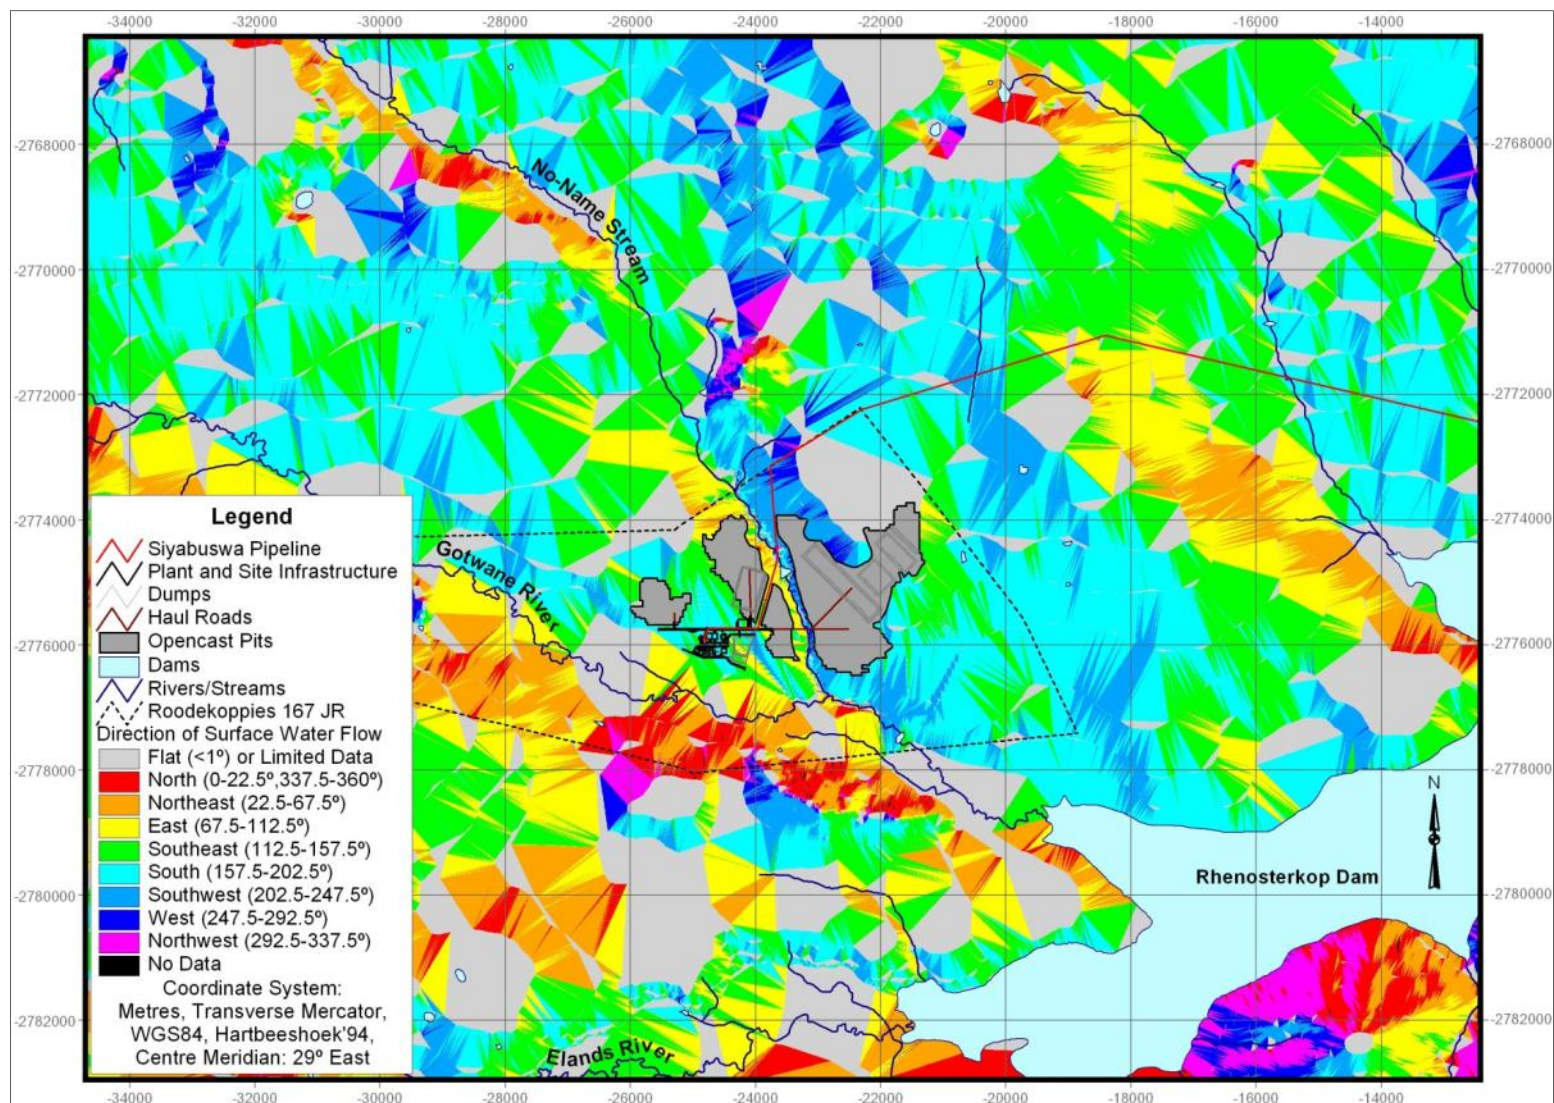 -34000 -32000 -30000 -28000 -26000 -24000 -22000 -20000 -18000 -16000 -14000
-2768000 -2768000
No-Name Stream
-2770000 -2770000
-2772000 -2772000
-2774000 -2774000
Gotwane River
-2776000 -2776000
-2778000 -2778000
N
Rhenosterkop Dam
-2780000 -2780000
-2782000 -2782000
Elands River
Legend
Siyabuswa Pipeline
Plant and Site Infrastructure
Dumps
Haul Roads
Opencast Pits
Dams
Rivers/Streams
Roodekoppies 167 JR
Direction of Surface Water Flow
Flat (<1º) or Limited Data
North (0-22.5º,337.5-360º)
Northeast (22.5-67.5º)
East (67.5-112.5º)
Southeast (112.5-157.5º)
South (157.5-202.5º)
Southwest (202.5-247.5º)
West (247.5-292.5º)
Northwest (292.5-337.5º)
No Data
Coordinate System:
Metres, Transverse Mercator,
WGS84, Hartbeeshoek'94,
Centre Meridian: 29º East
-34000 -32000 -30000 -28000 -26000 -24000 -22000 -20000 -18000 -16000 -14000